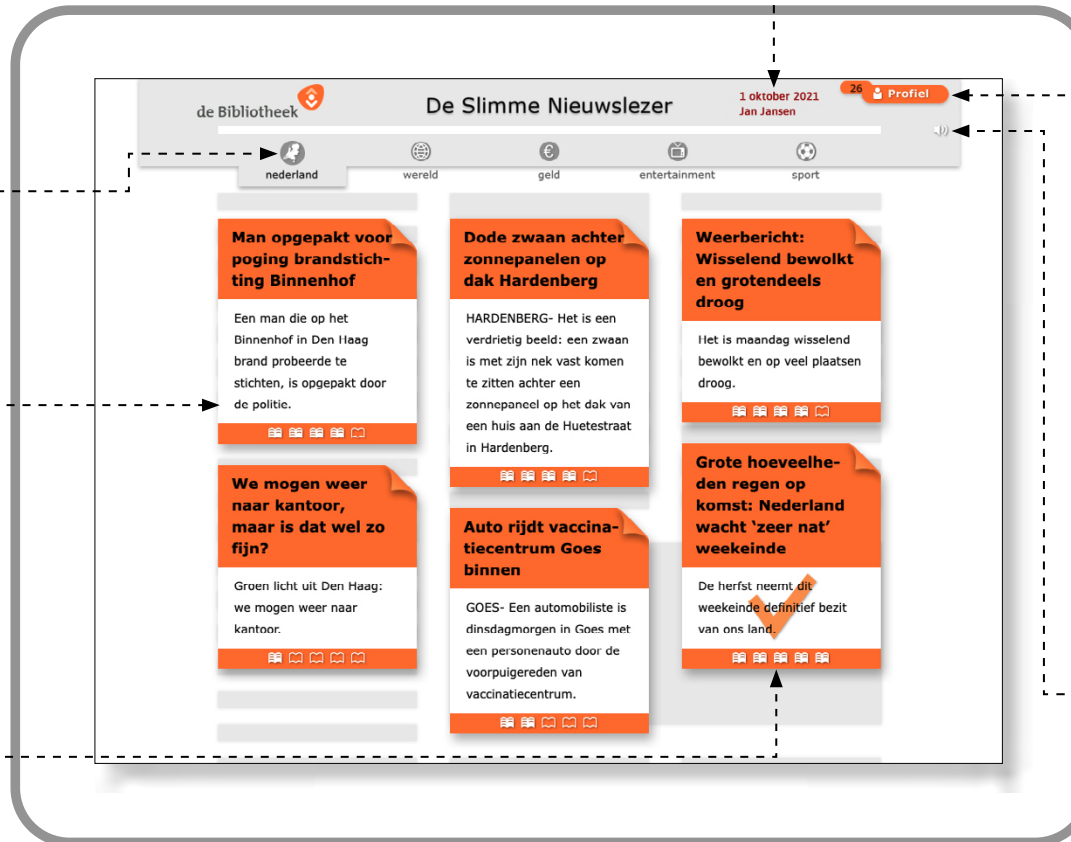 de Bibliotheek
De Slimme Nieuwslezer
1 oktober 2021
Jan Jansen
26
Profiel
nederland
wereld
geld
entertainment
sport
Man opgepakt voor
poging brandstich-
ting Binnenhof
Een man die op het
Binnenhof in Den Haag
brand probeerde te
stichten, is opgepakt door
de politie.
We mogen weer
naar kantoor,
maar is dat wel zo
fijn?
Groen licht uit Den Haag:
we mogen weer naar
kantoor.
Dode zwaan achter
zonnepanelen op
dak Hardenberg
HARDENBERG- Het is een
verdrietig beeld: een zwaan
is met zijn nek vast komen
te zitten achter een
zonnepaneel op het dak van
een huis aan de Huetestraat
in Hardenberg.
Auto rijdt vaccina-
tiecentrum Goes
binnen
GOES- Een automobiliste is
dinsdagmorgen in Goes met
een personenauto door de
voorpuigereden van
vaccinatiecentrum.
Weerbericht:
Wisselend bewolkt
en grotendeels
droog
Het is maandag wisselend
bewolkt en op veel plaatsen
droog.
Grote hoeveelhe-
den regen op
komst: Nederland
wacht ‘zeer nat’
weekeinde
De herfst neemt dit
weekeinde definitief bezit
van ons land.